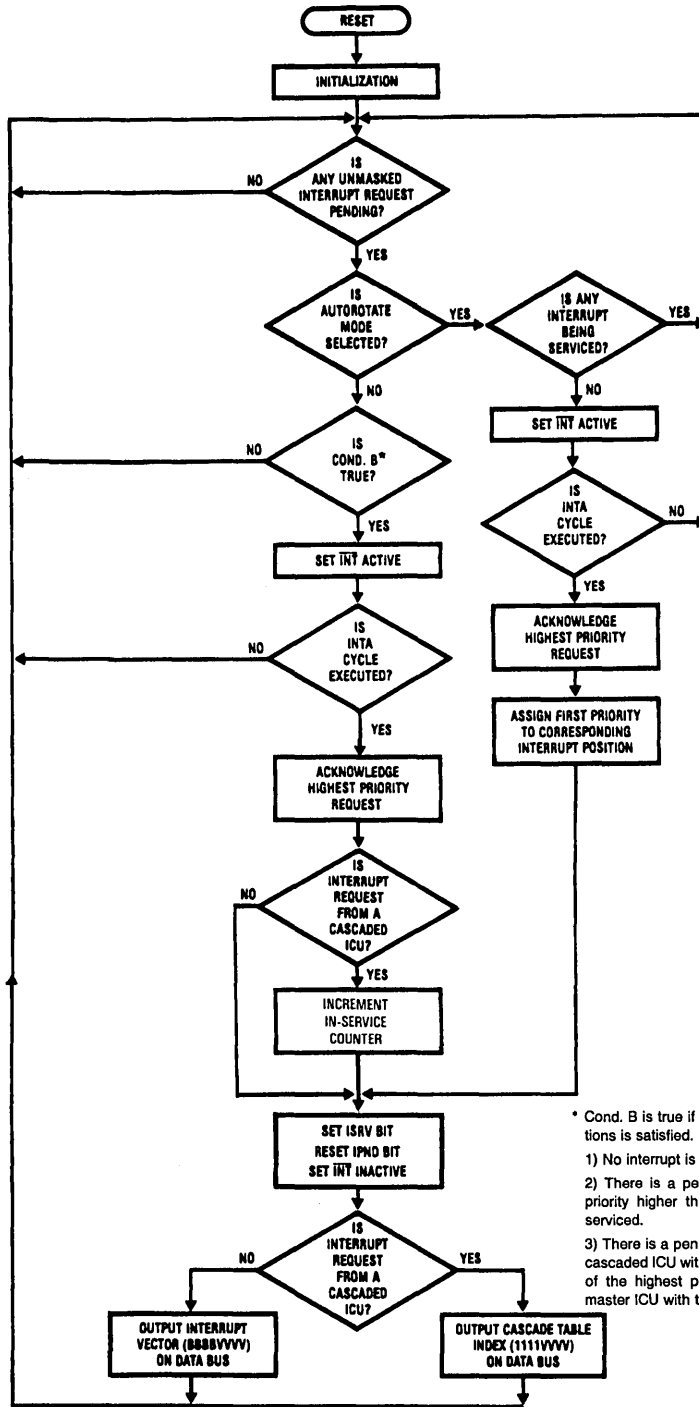 RESET
INITIALIZATION
IS
ANY UNMASKED
INTERRUPT REQUEST
PENDING?
NO
YES
IS
AUTOROTATE
MODE
SELECTED?
YES
NO
IS ANY
INTERRUPT
BEING
SERVICED?
YES
NO
SET INT ACTIVE
IS
INTA
CYCLE
EXECUTED?
NO
YES
ACKNOWLEDGE
HIGHEST PRIORITY
REQUEST
ASSIGN FIRST PRIORITY
TO CORRESPONDING
INTERRUPT POSITION
IS
COND. B*
TRUE?
NO
YES
SET INT ACTIVE
IS
INTA
CYCLE
EXECUTED?
NO
YES
ACKNOWLEDGE
HIGHEST PRIORITY
REQUEST
IS
INTERRUPT
REQUEST
FROM A
CASCADED
ICU?
NO
YES
INCREMENT
IN-SERVICE
COUNTER
SET ISRV BIT
RESET IPND BIT
SET INT INACTIVE
IS
INTERRUPT
REQUEST
FROM A
CASCADED
ICU?
NO
YES
OUTPUT INTERRUPT
VECTOR (BBBBVVVV)
ON DATA BUS
OUTPUT CASCADE TABLE
INDEX (1111VVVV)
ON DATA BUS
* Cond. B is true if
tions is satisfied.
1) No interrupt is
2) There is a pe
priority higher th
serviced.
3) There is a pen
cascaded ICU wit
of the highest p
master ICU with t